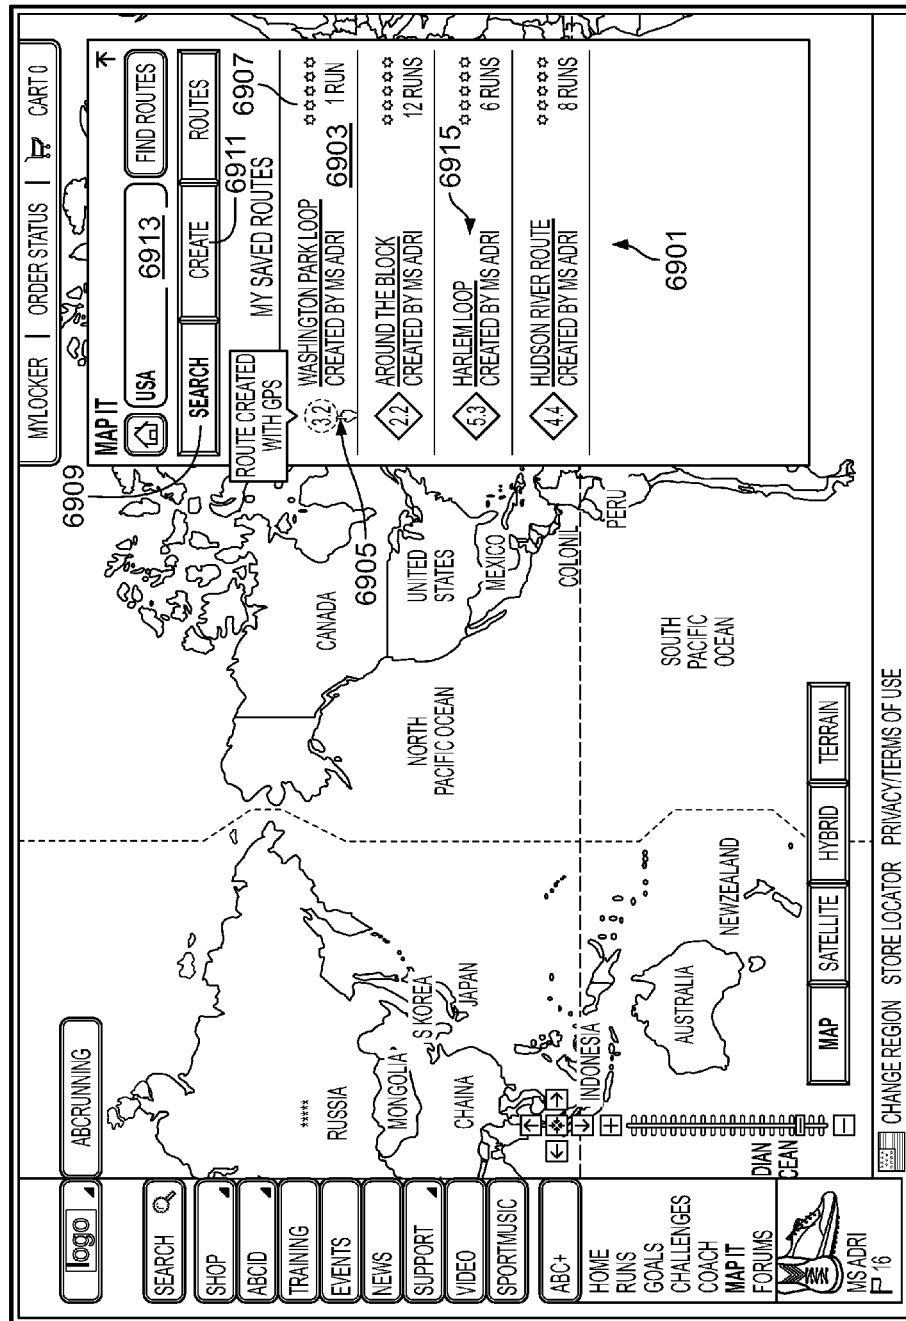 logo
ABCRUNNING
MYLOCKER | ORDER STATUS | CART 0
SEARCH
SHOP
ABCID
TRAINING
EVENTS
NEWS
SUPPORT
VIDEO
SPORTMUSIC
ABC+
HOME
RUNS
GOALS
CHALLENGES
COACH
MAP IT
FORUMS
MS ADRI
16
RUSSIA
MONGOLIA
S KOREA
JAPAN
CHAINA
INDONESIA
AUSTRALIA
NEWZEALAND
DIAN
CEAN
CANADA
UNITED
STATES
MEXICO
COLONIL
PERU
NORTH
PACIFIC OCEAN
SOUTH
PACIFIC
OCEAN
MAP
SATELLITE
HYBRID
TERRAIN
6909
MAP IT
USA
6913
FIND ROUTES
SEARCH
CREATE
ROUTES
6911
6907
ROUTE CREATED
WITH GPS
MY SAVED ROUTES
3.2
WASHINGTON PARK LOOP
CREATED BY MS ADRI
6903
1 RUN
6905
2.2
AROUND THE BLOCK
CREATED BY MS ADRI
12 RUNS
5.3
HARLEM LOOP
CREATED BY MS ADRI
6915
6 RUNS
4.4
HUDSON RIVER ROUTE
CREATED BY MS ADRI
8 RUNS
6901
CHANGE REGION STORE LOCATOR PRIVACY/TERMS OF USE